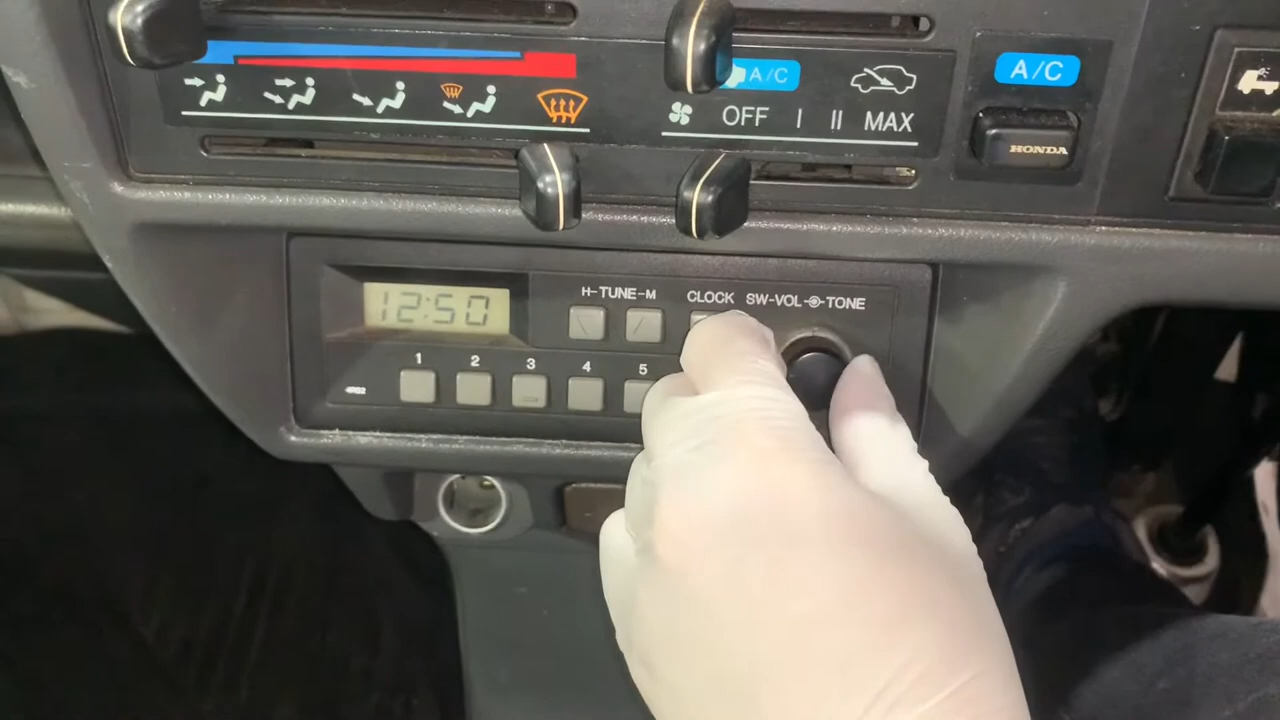 A/C
A/C
OFF I II MAX
HONDA
H-TUNE-M CLOCK SW-VOL TONE
12:50
1 2 3 4 5